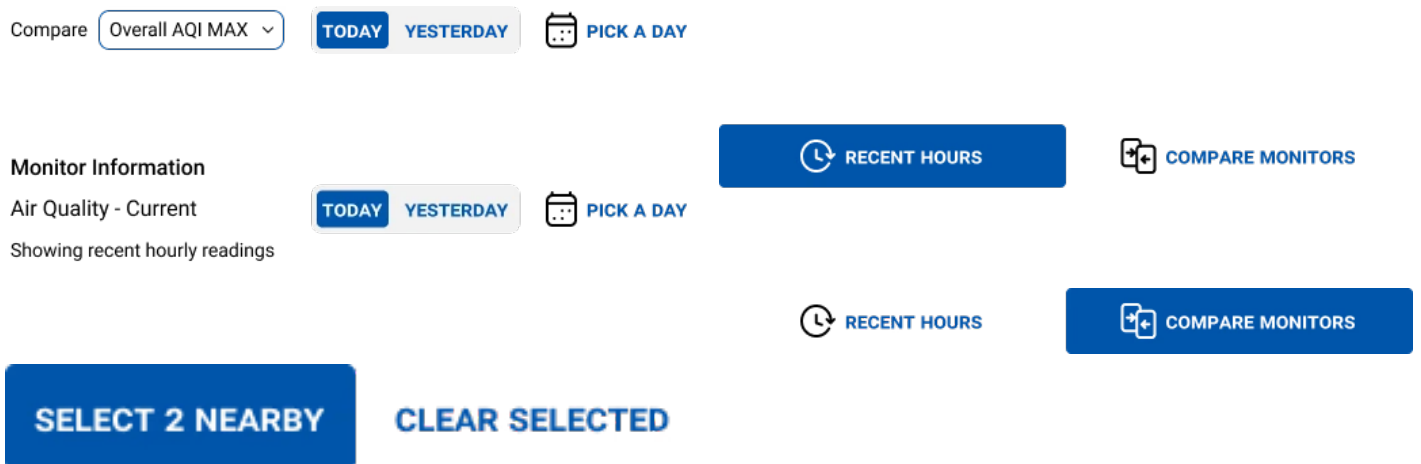 Compare Overall AQI MAX TODAY YESTERDAY PICK A DAY
RECENT HOURS COMPARE MONITORS
Monitor Information
Air Quality - Current TODAY YESTERDAY PICK A DAY
Showing recent hourly readings
RECENT HOURS COMPARE MONITORS
SELECT 2 NEARBY CLEAR SELECTED